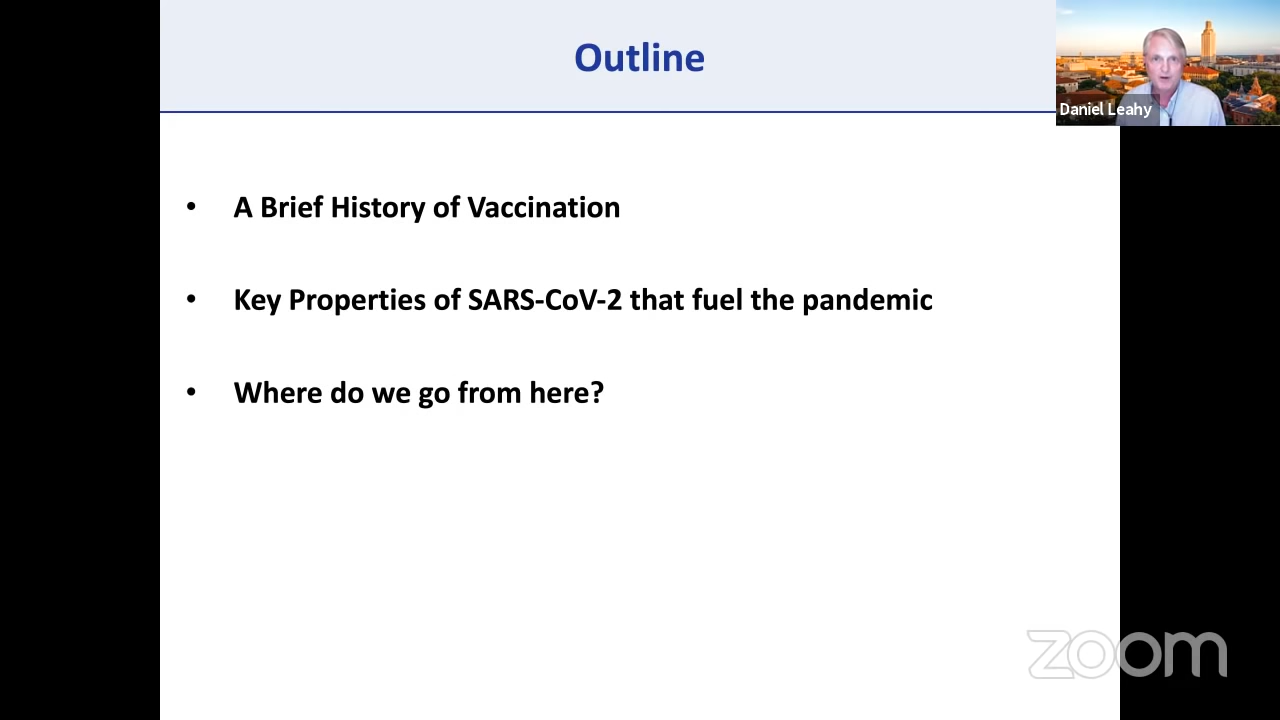 Outline
Daniel Leahy
• A Brief History of Vaccination
• Key Properties of SARS-CoV-2 that fuel the pandemic
• Where do we go from here?
zoom